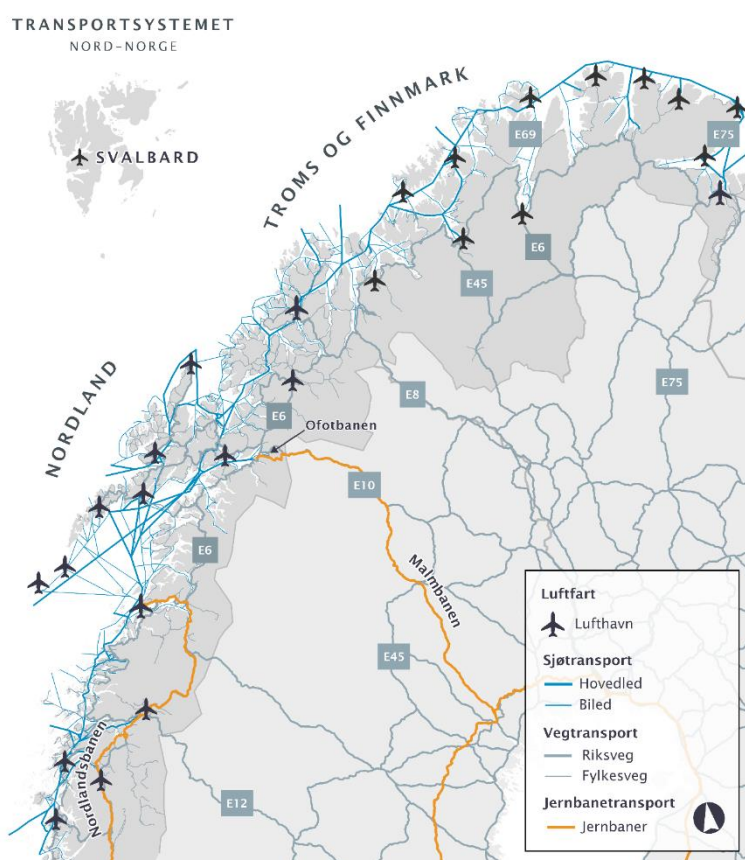 TRANSPORTSYSTEMET
NORD-NORGE
SVALBARD
TROMS OG FINNMARK
NORDLAND
E69
E75
E6
E45
E75
E8
E6
Ofotbanen
E10
E6
Malmbanen
E45
Nordlandsbanen
E12
Luftfart
Lufthavn
Sjøtransport
Hovedled
Biled
Vegtransport
Riksveg
Fylkesveg
Jernbanetransport
Jernbaner